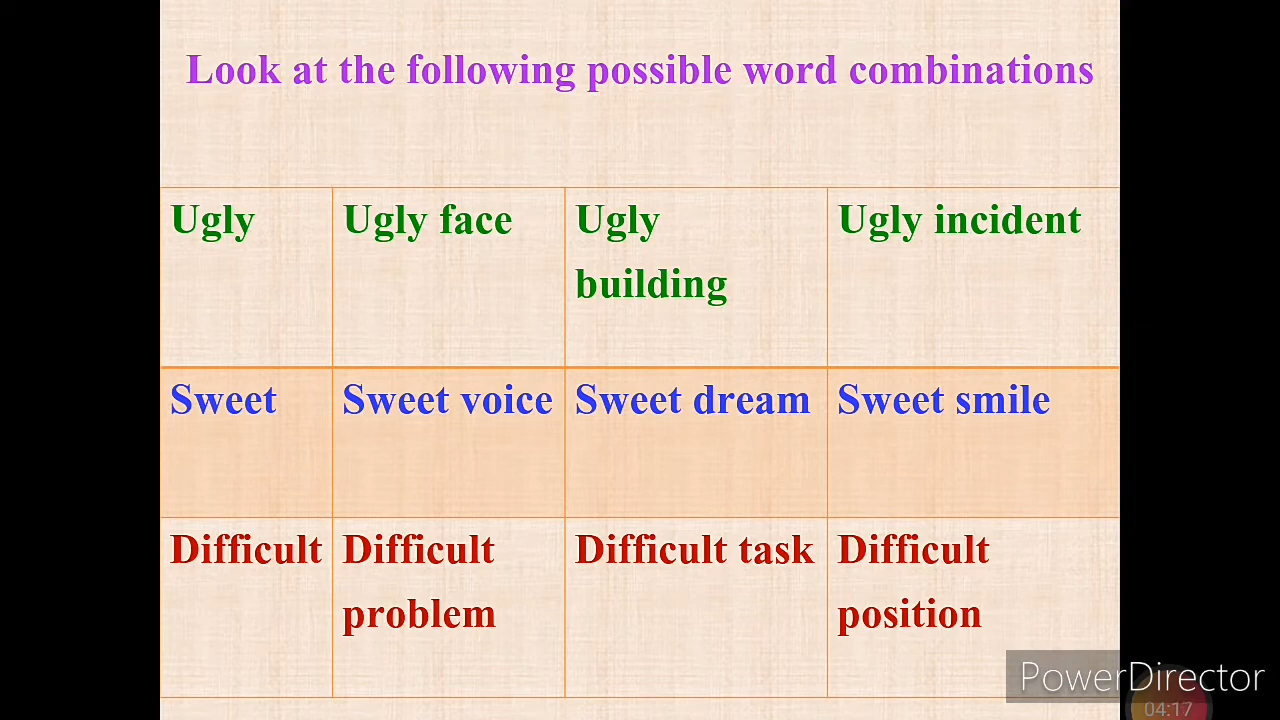 Look at the following possible word combinations
Ugly
Ugly face
Ugly
building
Ugly incident
Sweet
Sweet voice
Sweet dream
Sweet smile
Difficult
Difficult
problem
Difficult task
Difficult
position
PowerDirector
04:17